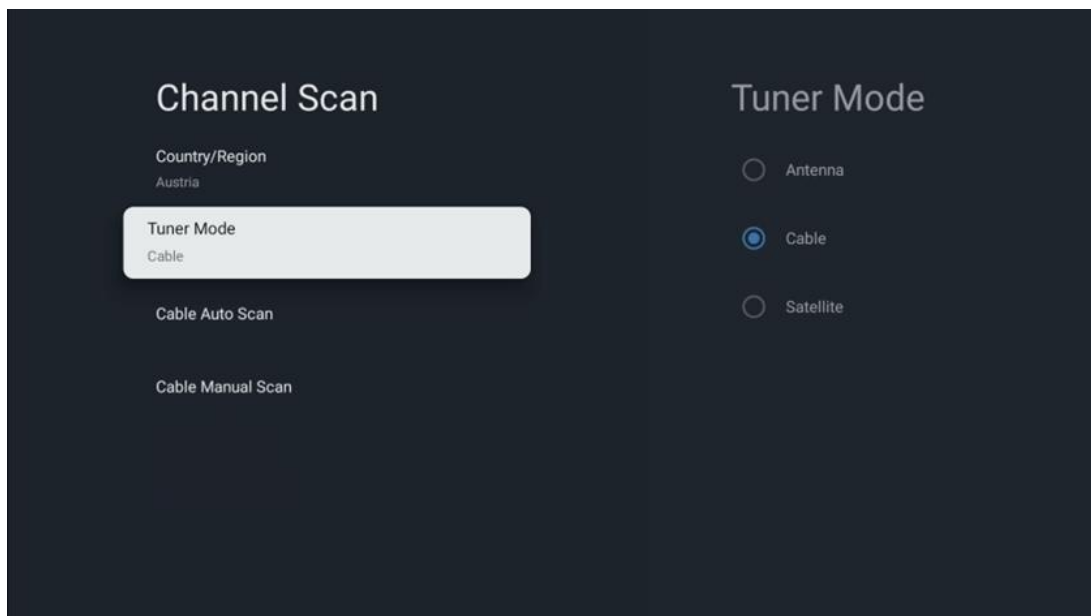 Channel Scan
Country/Region
Austria
Tuner Mode
Cable
Cable Auto Scan
Cable Manual Scan
Tuner Mode
Antenna
Cable
Satellite